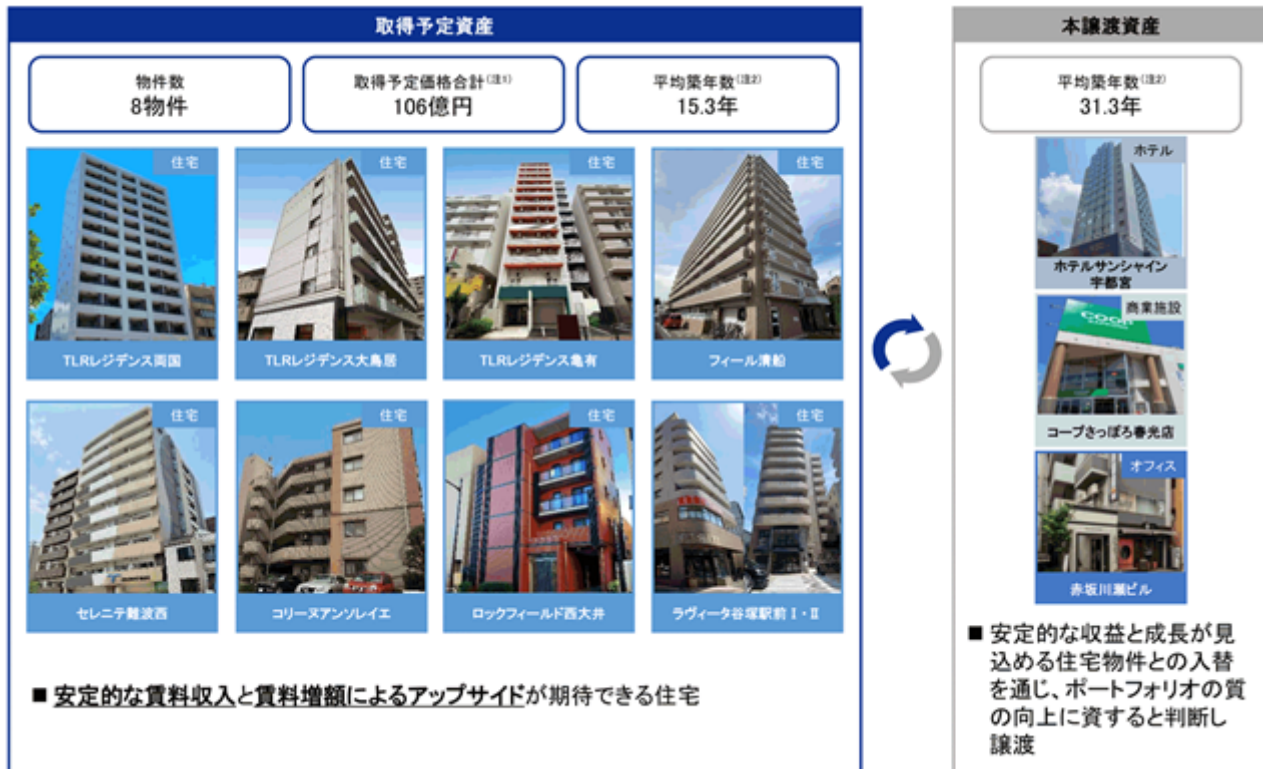 取得予定資産
物件数
8物件
取得予定価格合計(注1)
106億円
平均築年数(注2)
15.3年
住宅
TLRレジデンス両国
住宅
TLRレジデンス大鳥居
住宅
TLRレジデンス亀有
住宅
フィール清船
住宅
セレニテ難波西
住宅
コリーヌアンソレイエ
住宅
ロックフィールド西大井
住宅
ラヴィータ谷塚駅前Ⅰ・Ⅱ
■ 安定的な賃料収入と賃料増額によるアップサイドが期待できる住宅
本譲渡資産
平均築年数(注2)
31.3年
ホテル
ホテルサンシャイン
宇都宮
商業施設
COOP
コープさっぽろ春光店
オフィス
赤坂川瀬ビル
■ 安定的な収益と成長が見
込める住宅物件との入替
を通じ、ポートフォリオの質
の向上に資すると判断し
譲渡